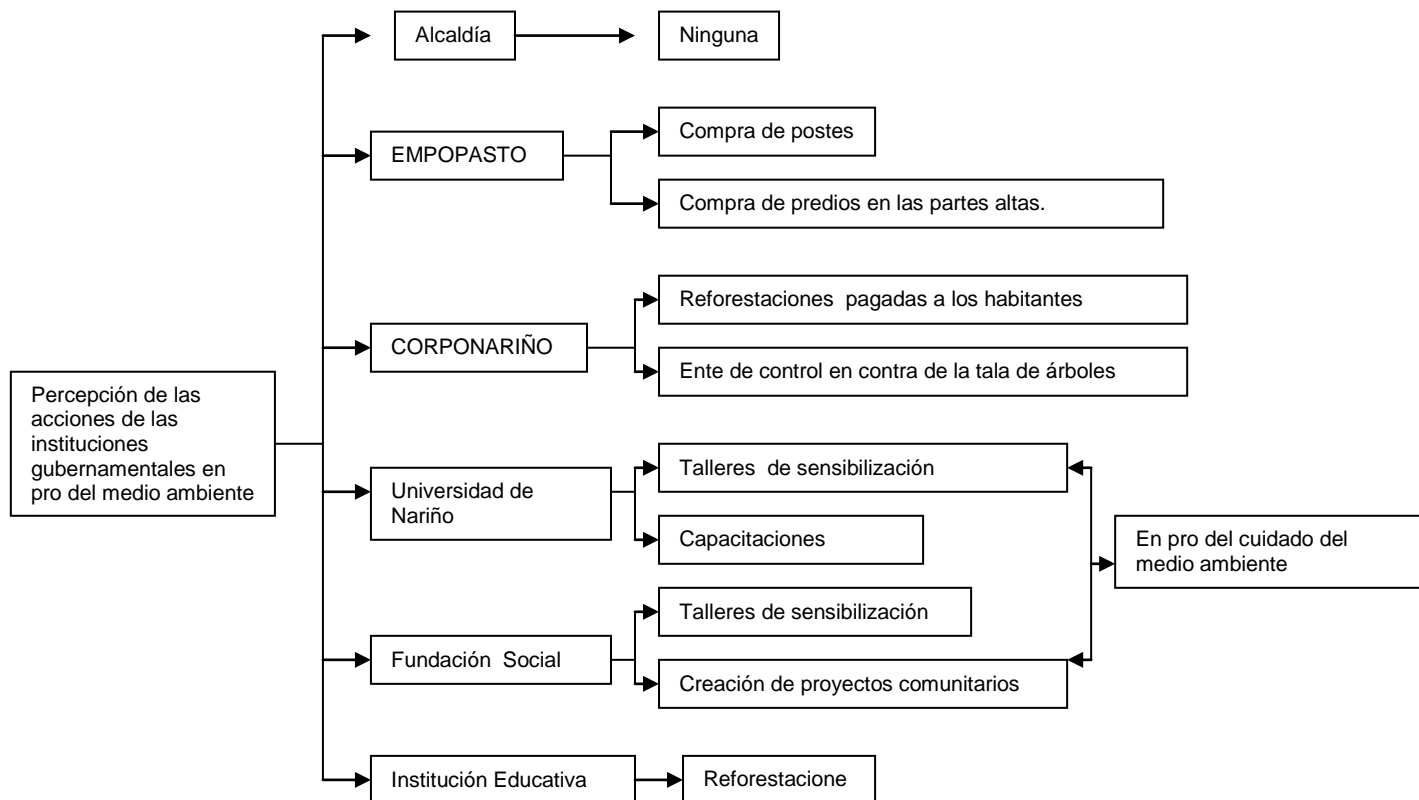 Alcaldía
Ninguna
EMPOPASTO
Compra de postes
Compra de predios en las partes altas.
CORPONARIÑO
Reforestaciones  pagadas a los habitantes
Ente de control en contra de la tala de árboles
Percepción de las
acciones de las
instituciones
gubernamentales en
pro del medio ambiente
Universidad de
Nariño
Talleres  de sensibilización
Capacitaciones
En pro del cuidado del
medio ambiente
Fundación  Social
Talleres de sensibilización
Creación de proyectos comunitarios
Institución Educativa
Reforestacione